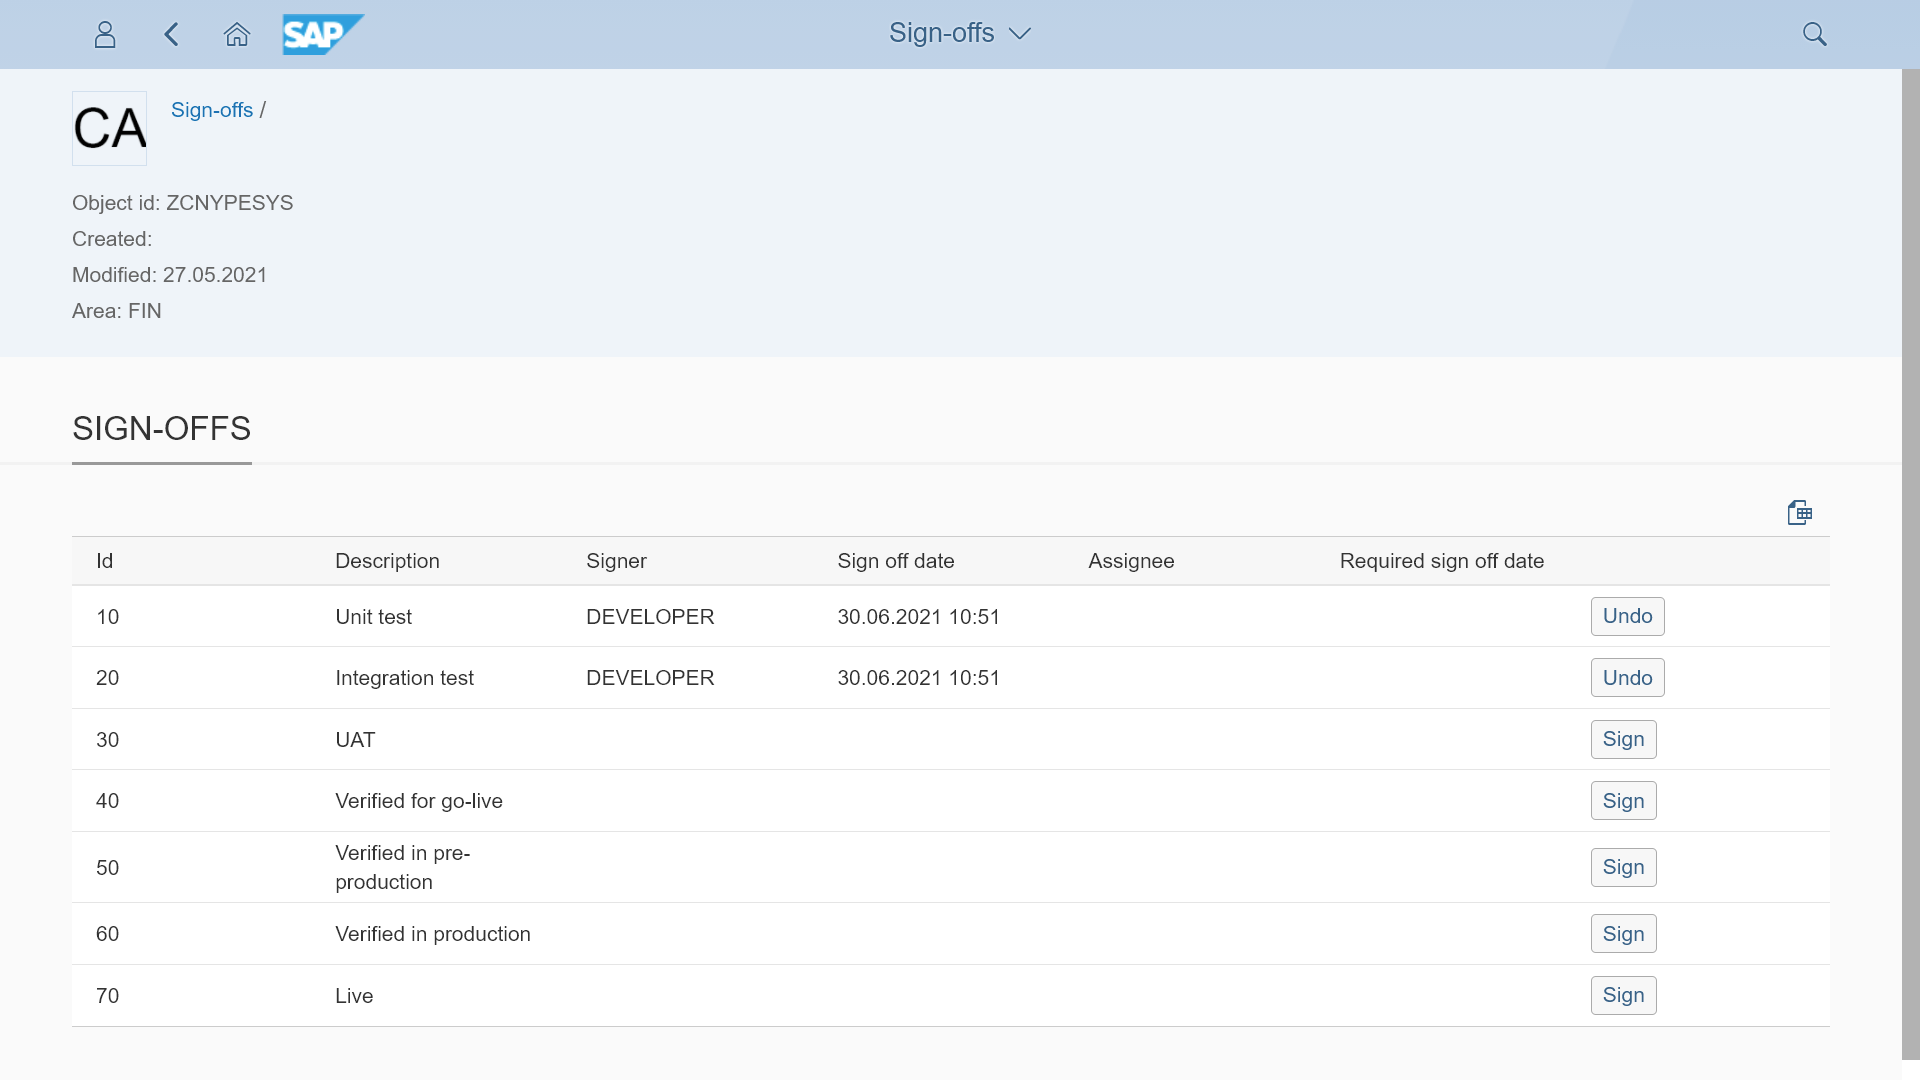 SAP
Sign-offs
CA
Sign-offs /
Object id: ZCNYPESYS
Created:
Modified: 27.05.2021
Area: FIN
SIGN-OFFS
Id Description Signer Sign off date Assignee Required sign off date
10 Unit test DEVELOPER 30.06.2021 10:51 Undo
20 Integration test DEVELOPER 30.06.2021 10:51 Undo
30 UAT Sign
40 Verified for go-live Sign
50 Verified in pre-
production Sign
60 Verified in production Sign
70 Live Sign